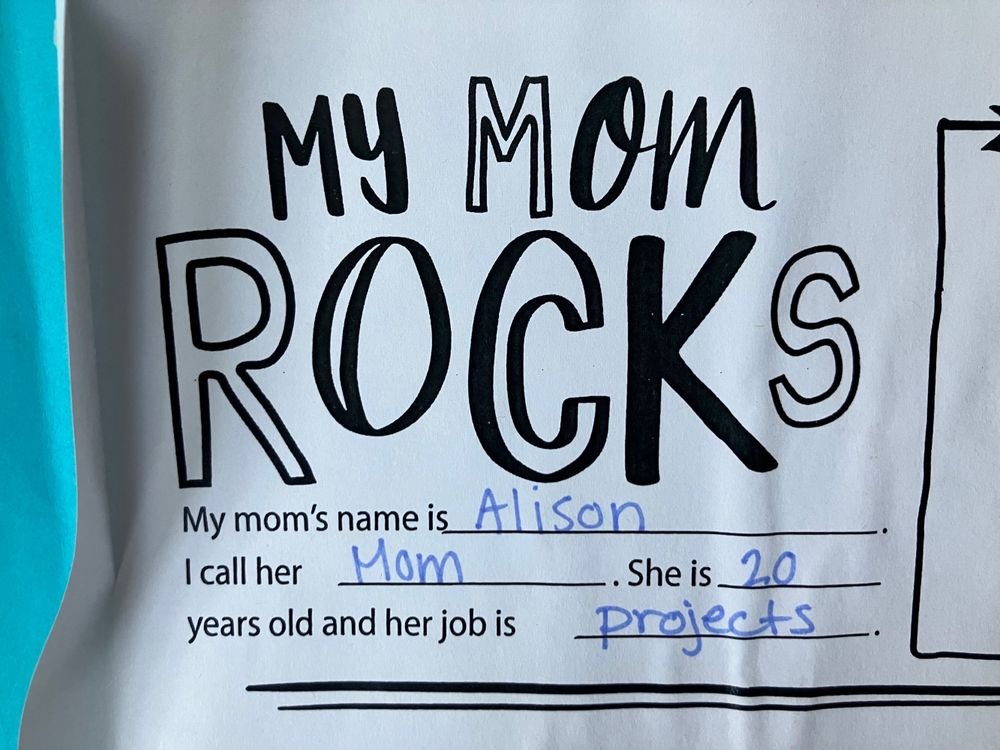 MY MOM
ROCKS
My mom's name is Alison.
I call her Mom. She is 20
years old and her job is projects.